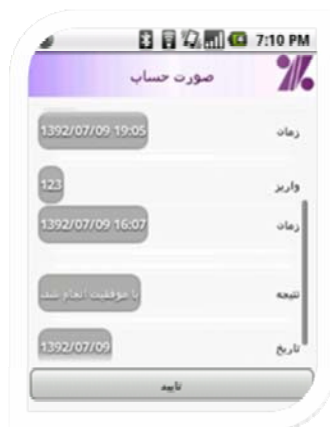 7:10 PM
صورت حساب
زمان 1392/07/09 19:05
واریز 123
زمان 1392/07/09 16:07
نتیجه با موفقیت انجام شد.
تاریخ 1392/07/09
تایید